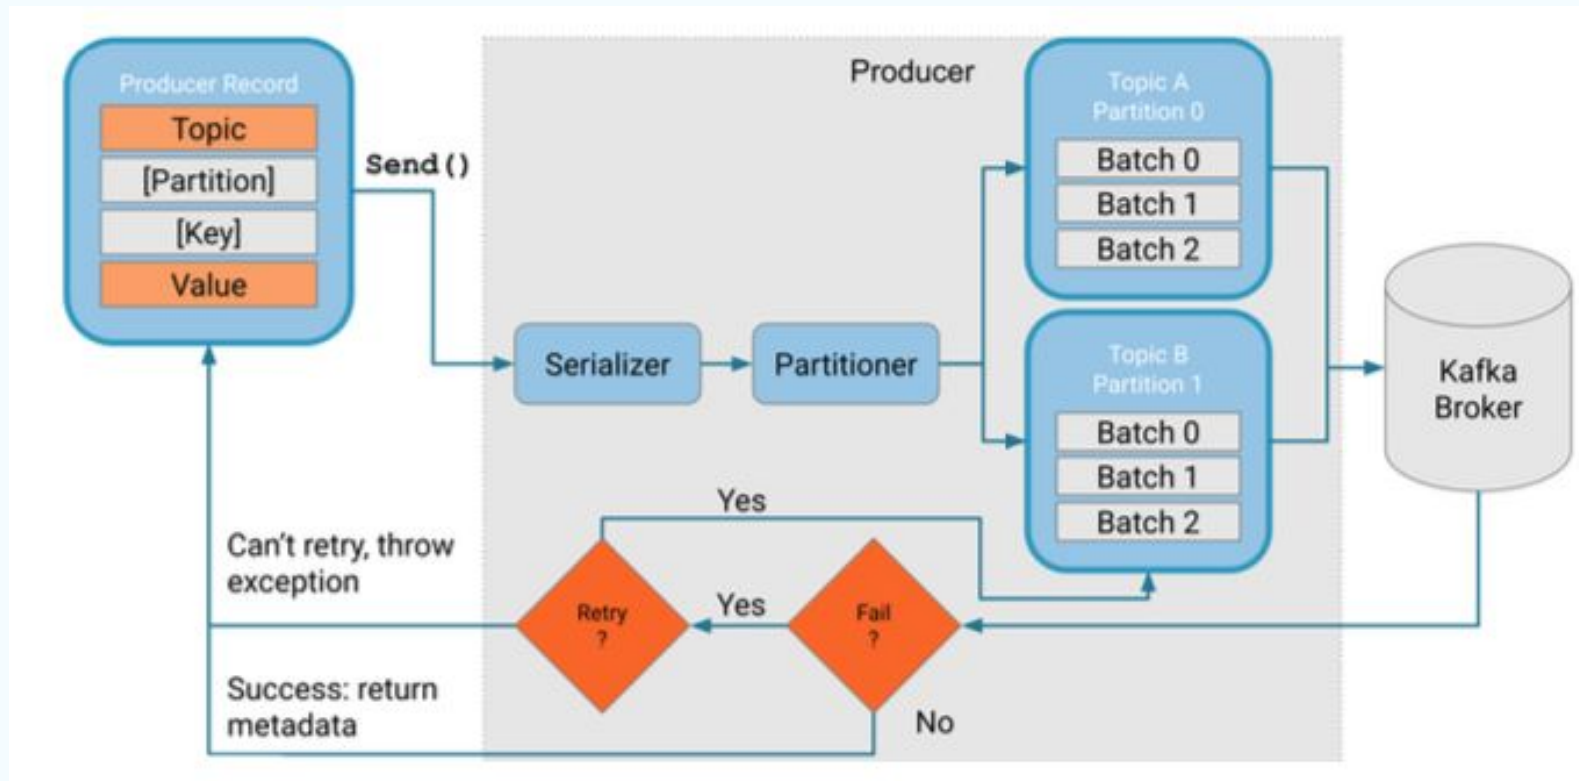 Producer Record
Topic
[Partition]
[Key]
Value
Send()
Producer
Serializer
Partitioner
Topic A
Partition 0
Batch 0
Batch 1
Batch 2
Topic B
Partition 1
Batch 0
Batch 1
Batch 2
Kafka
Broker
Fail
?
Yes
Retry
?
Yes
No
Can't retry, throw
exception
Success: return
metadata